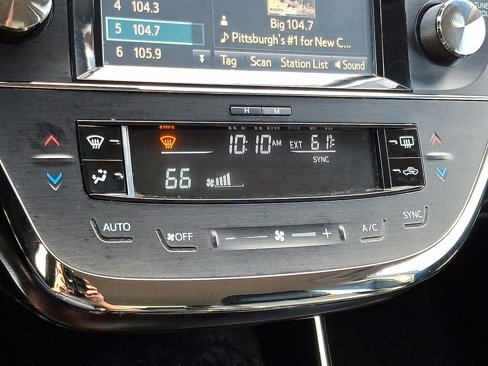 4 104.3
5 104.7
6 105.9
Big 104.7
♪ Pittsburgh's #1 for New C...
Tag Scan Station List Sound
H M
10:10 AM EXT 61°F
SYNC
66
AUTO
OFF
− +
A/C
SYNC